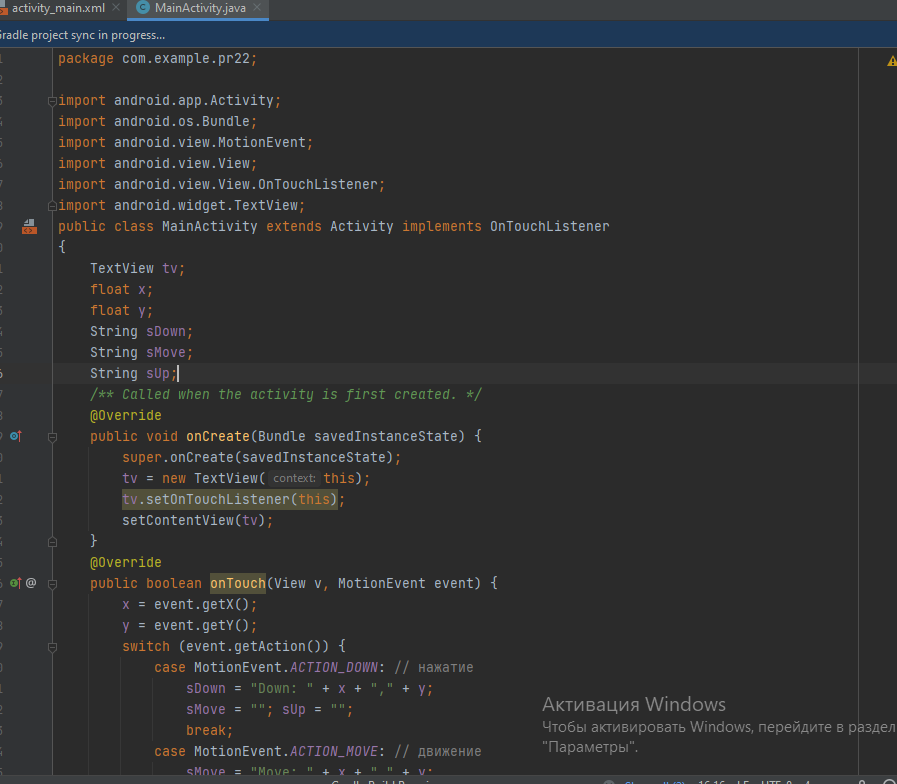 activity_main.xml MainActivity.java
Gradle project sync in progress...
package com.example.pr22;
import android.app.Activity;
import android.os.Bundle;
import android.view.MotionEvent;
import android.view.View;
import android.view.View.OnTouchListener;
import android.widget.TextView;
public class MainActivity extends Activity implements OnTouchListener
{
TextView tv;
float x;
float y;
String sDown;
String sMove;
String sUp;
/** Called when the activity is first created. */
@Override
public void onCreate(Bundle savedInstanceState) {
super.onCreate(savedInstanceState);
tv = new TextView( context: this);
tv.setOnTouchListener(this);
setContentView(tv);
}
@Override
public boolean onTouch(View v, MotionEvent event) {
x = event.getX();
y = event.getY();
switch (event.getAction()) {
case MotionEvent.ACTION_DOWN: // нажатие
sDown = "Down: " + x + "," + y;
sMove = ""; sUp = "";
break;
case MotionEvent.ACTION_MOVE: // движение
sMove = "Move: " + x + "," + y;
Активация Windows
Чтобы активировать Windows, перейдите в раздел
"Параметры".